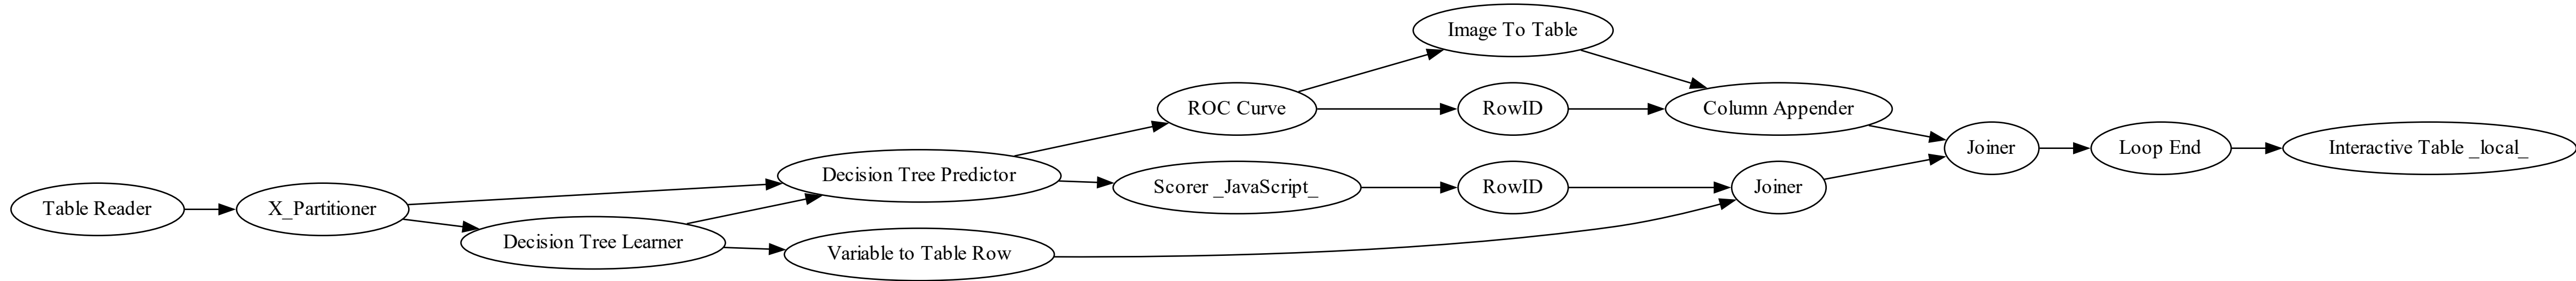 Table Reader
X_Partitioner
Decision Tree Learner
Decision Tree Predictor
Variable to Table Row
ROC Curve
Scorer _JavaScript_
Image To Table
RowID
RowID
Column Appender
Joiner
Joiner
Loop End
Interactive Table _local_